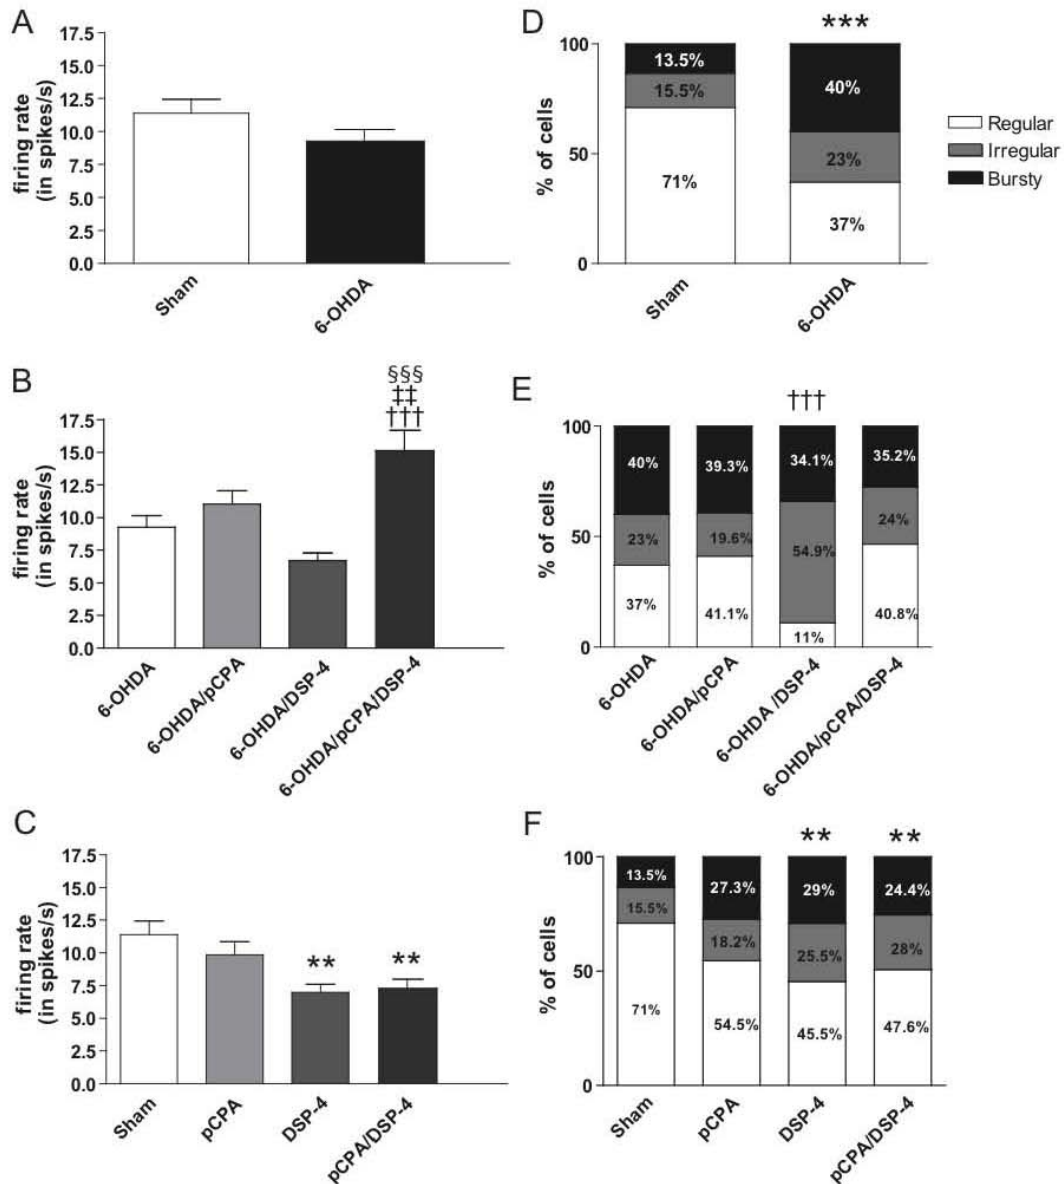 A
firing rate
(in spikes/s)
17.5
15.0
12.5
10.0
7.5
5.0
2.5
0.0
Sham
6-OHDA
D
***
% of cells
100
50
0
13.5%
15.5%
71%
40%
23%
37%
Sham
6-OHDA
Regular
Irregular
Bursty
B
firing rate
(in spikes/s)
17.5
15.0
12.5
10.0
7.5
5.0
2.5
0.0
§§§
‡‡
†††
6-OHDA
6-OHDA/pCPA
6-OHDA/DSP-4
6-OHDA/pCPA/DSP-4
E
†††
% of cells
100
50
0
40%
23%
37%
39.3%
19.6%
41.1%
34.1%
54.9%
11%
35.2%
24%
40.8%
6-OHDA
6-OHDA/pCPA
6-OHDA /DSP-4
6-OHDA/pCPA/DSP-4
C
firing rate
(in spikes/s)
17.5
15.0
12.5
10.0
7.5
5.0
2.5
0.0
**
**
Sham
pCPA
DSP-4
pCPA/DSP-4
F
**
**
% of cells
100
50
0
13.5%
15.5%
71%
27.3%
18.2%
54.5%
29%
25.5%
45.5%
24.4%
28%
47.6%
Sham
pCPA
DSP-4
pCPA/DSP-4